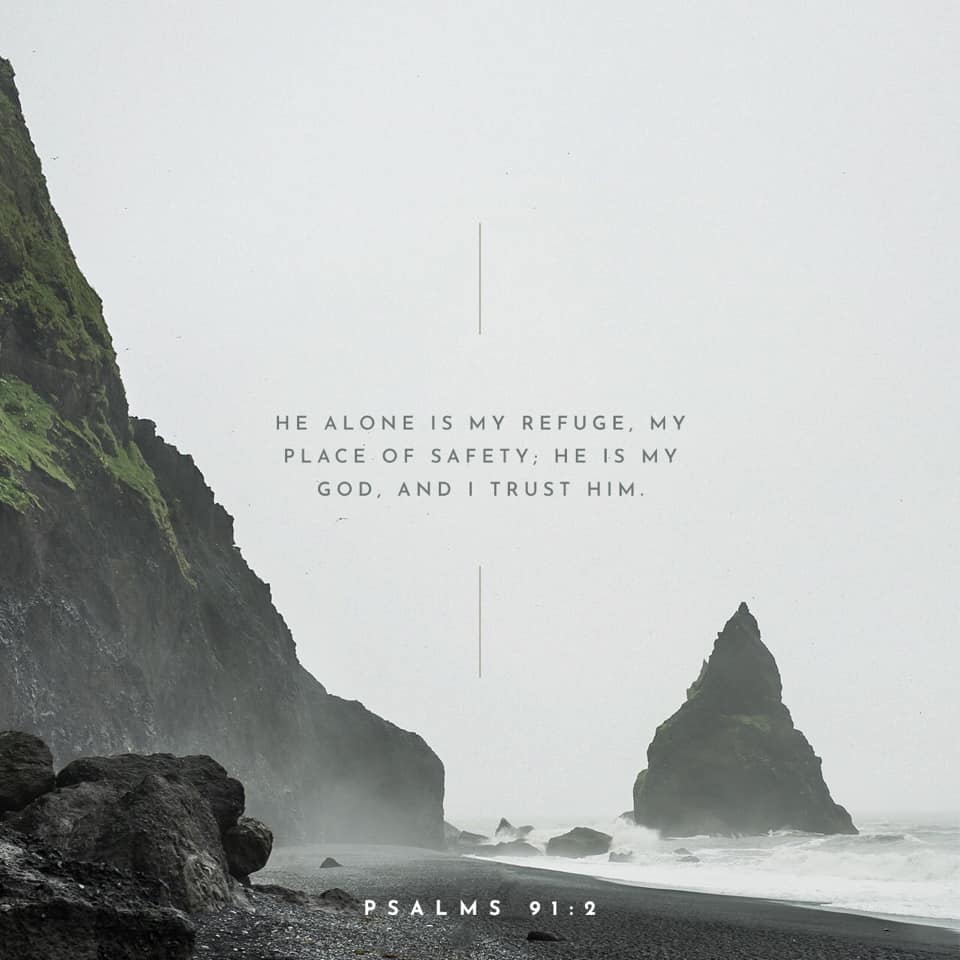 HE ALONE IS MY REFUGE, MY
PLACE OF SAFETY; HE IS MY
GOD, AND I TRUST HIM.
PSALMS 91:2